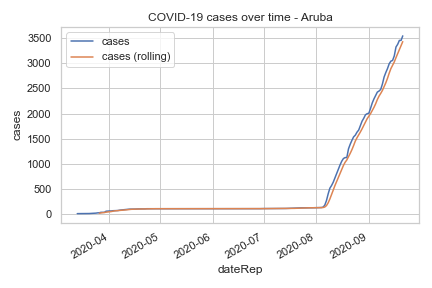 COVID-19 cases over time - Aruba
cases
cases (rolling)
3500
3000
2500
2000
1500
1000
500
0
cases
2020-04
2020-05
2020-06
2020-07
2020-08
2020-09
dateRep